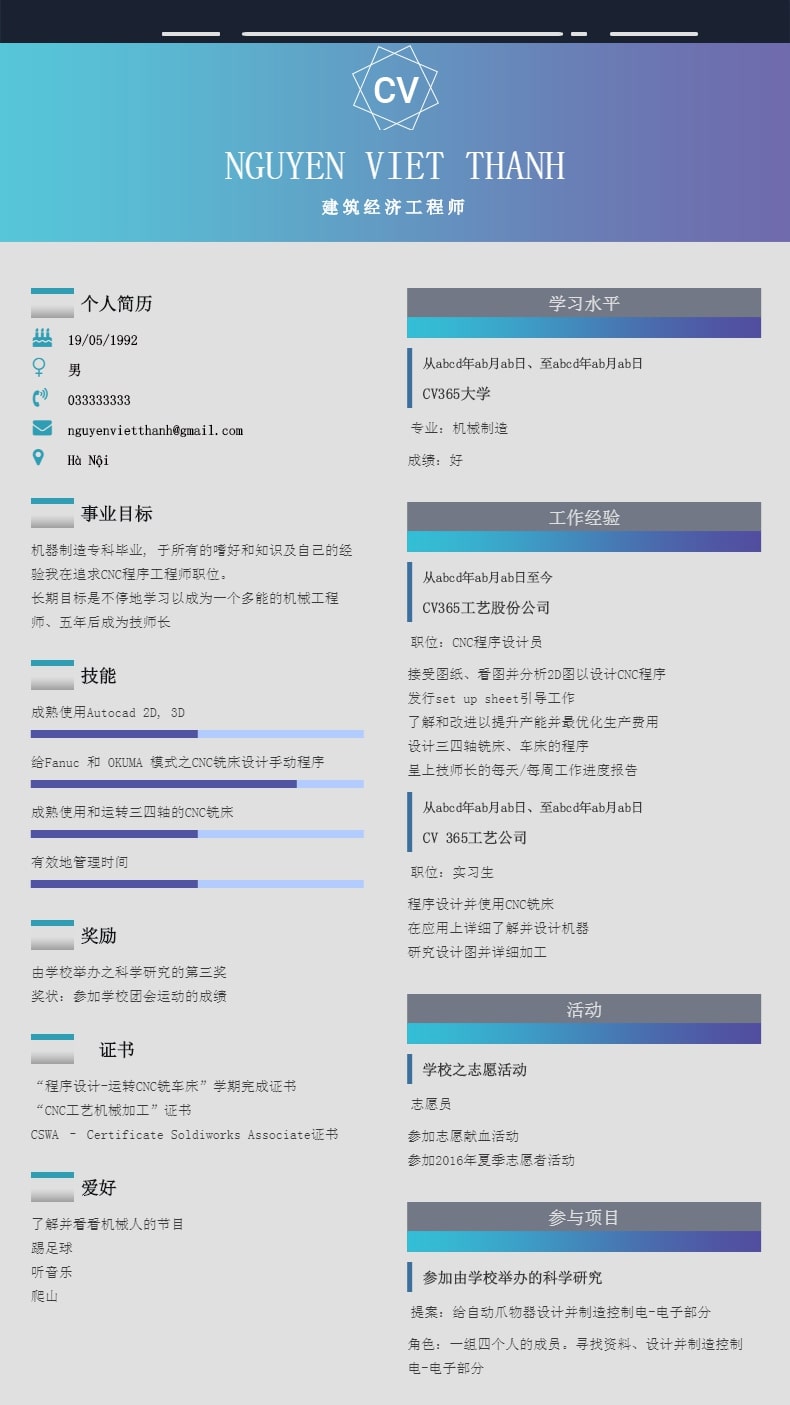 CV
NGUYEN VIET THANH
建筑经济工程师
个人简历
19/05/1992
男
033333333
nguyenvietthanh@gmail.com
Hà Nội
事业目标
机器制造专科毕业, 于所有的嗜好和知识及自己的经
验我在追求CNC程序工程师职位。
长期目标是不停地学习以成为一个多能的机械工程
师、五年后成为技师长
技能
成熟使用Autocad 2D, 3D
给Fanuc 和 OKUMA 模式之CNC铣床设计手动程序
成熟使用和运转三四轴的CNC铣床
有效地管理时间
奖励
由学校举办之科学研究的第三奖
奖状: 参加学校团会运动的成绩
证书
“程序设计-运转CNC铣车床”学期完成证书
“CNC工艺机械加工”证书
CSWA – Certificate Soldiworks Associate证书
爱好
了解并看看机械人的节目
踢足球
听音乐
爬山
学习水平
从abcd年ab月ab日、至abcd年ab月ab日
CV365大学
专业: 机械制造
成绩: 好
工作经验
从abcd年ab月ab日至今
CV365工艺股份公司
职位: CNC程序设计员
接受图纸、看图并分析2D图以设计CNC程序
发行set up sheet引导工作
了解和改进以提升产能并最优化生产费用
设计三四轴铣床、车床的程序
呈上技师长的每天/每周工作进度报告
从abcd年ab月ab日、至abcd年ab月ab日
CV 365工艺公司
职位: 实习生
程序设计并使用CNC铣床
在应用上详细了解并设计机器
研究设计图并详细加工
活动
学校之志愿活动
志愿员
参加志愿献血活动
参加2016年夏季志愿者活动
参与项目
参加由学校举办的科学研究
提案: 给自动爪物器设计并制造控制电-电子部分
角色: 一组四个人的成员。寻找资料、设计并制造控制
电-电子部分